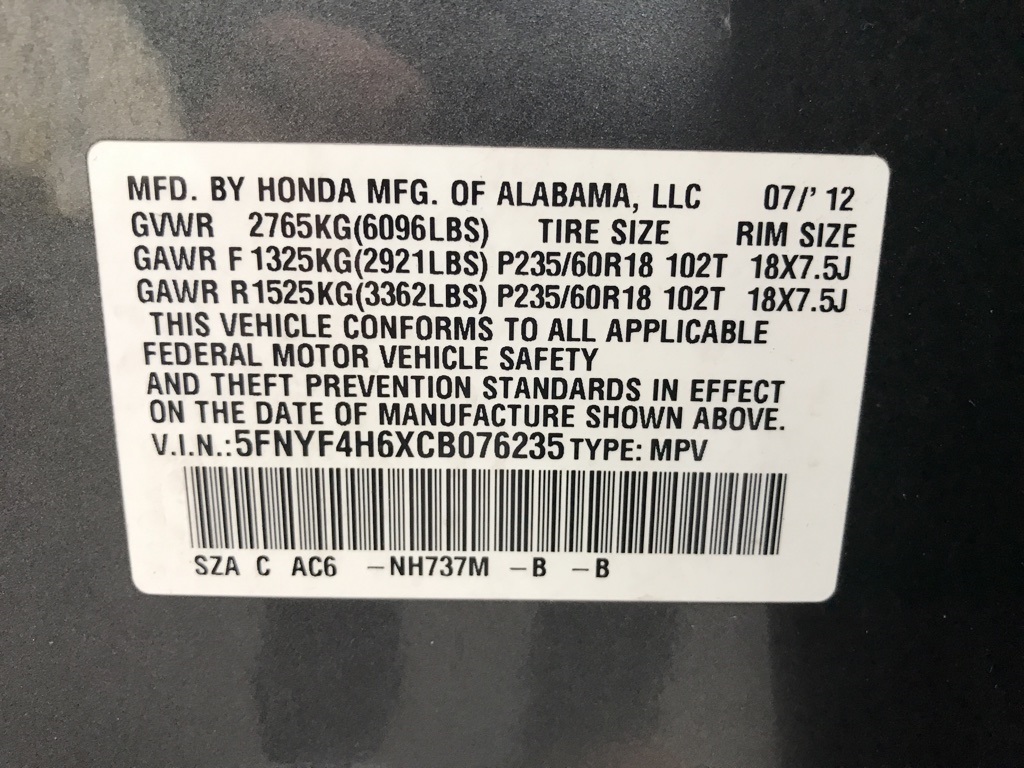 MFD. BY HONDA MFG. OF ALABAMA, LLC 07/' 12
GVWR 2765KG(6096LBS) TIRE SIZE RIM SIZE
GAWR F 1325KG(2921LBS) P235/60R18 102T 18X7.5J
GAWR R1525KG(3362LBS) P235/60R18 102T 18X7.5J
THIS VEHICLE CONFORMS TO ALL APPLICABLE
FEDERAL MOTOR VEHICLE SAFETY
AND THEFT PREVENTION STANDARDS IN EFFECT
ON THE DATE OF MANUFACTURE SHOWN ABOVE.
V.I.N.:5FNYF4H6XCB076235 TYPE: MPV
SZA C AC6 -NH737M -B -B